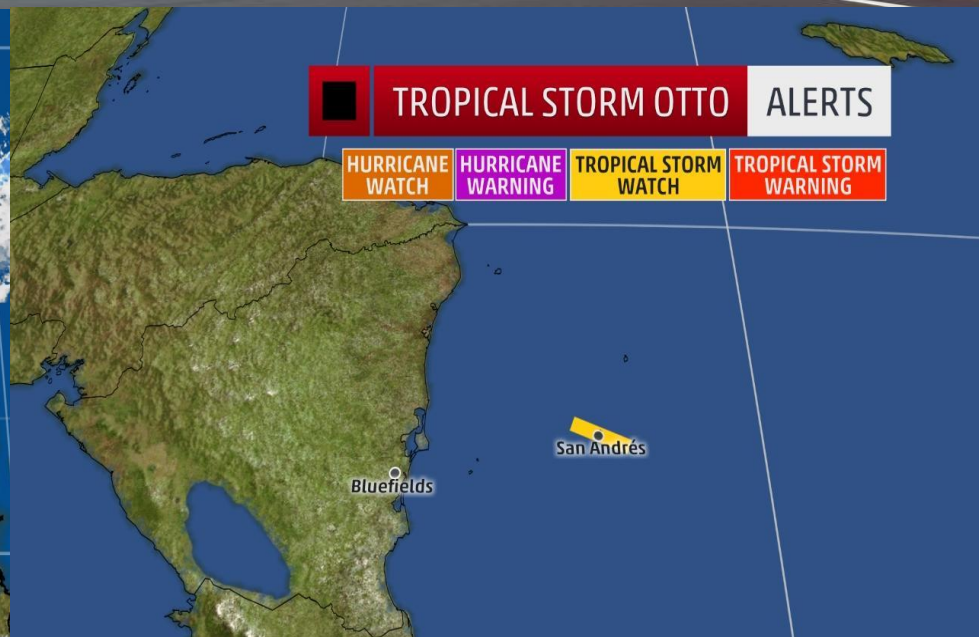 TROPICAL STORM OTTO ALERTS
HURRICANE WATCH
HURRICANE WARNING
TROPICAL STORM WATCH
TROPICAL STORM WARNING
San Andrés
Bluefields